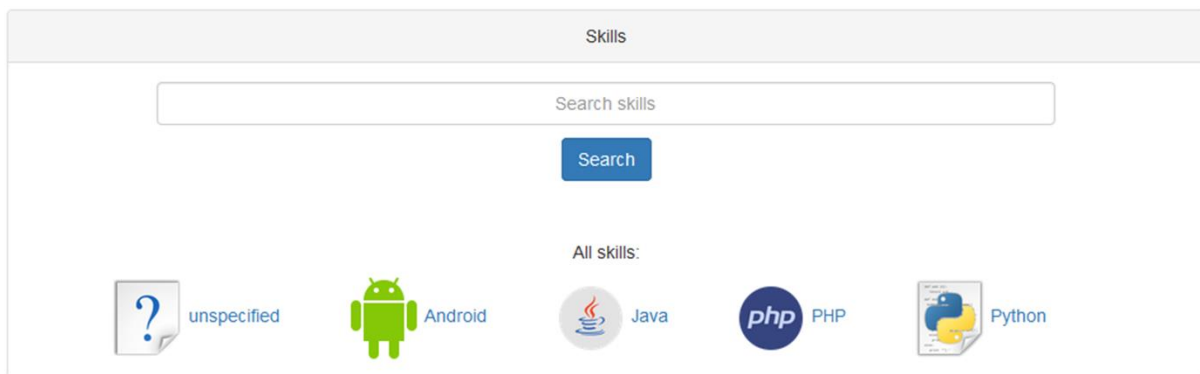 Skills
Search skills
Search
All skills:
? unspecified Android Java php PHP Python